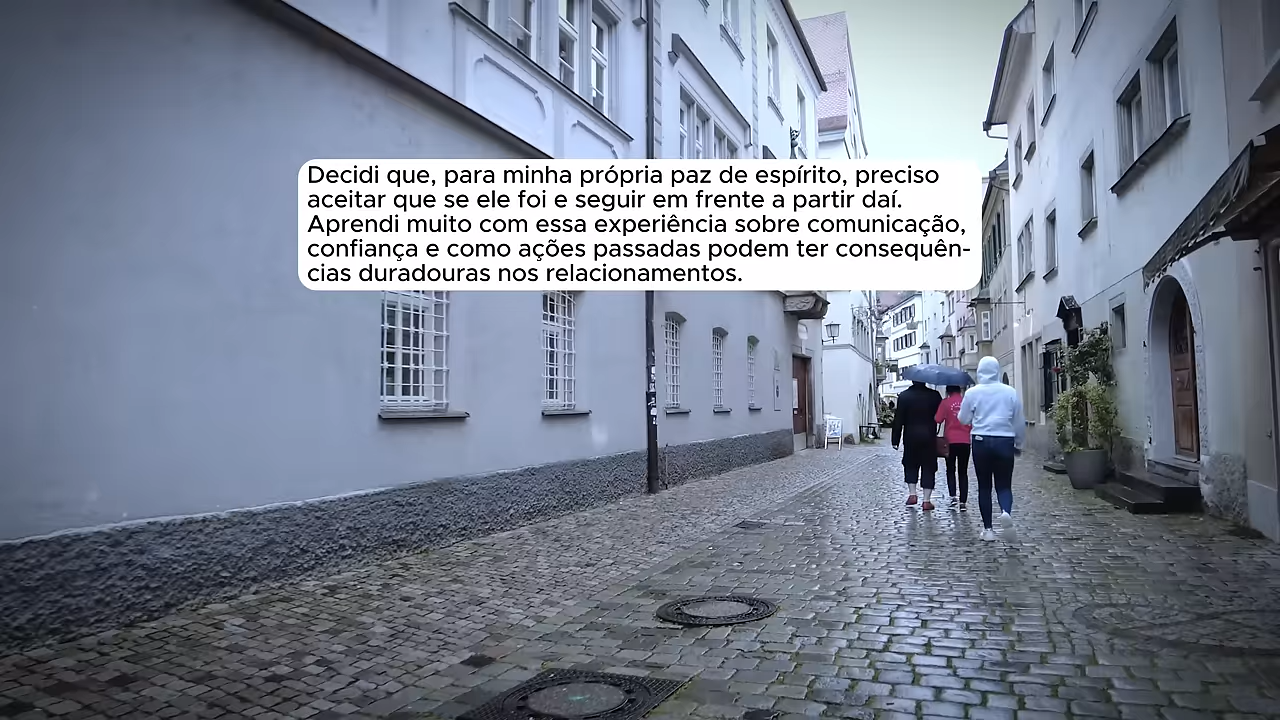 Decidi que, para minha própria paz de espírito, preciso
aceitar que se ele foi e seguir em frente a partir daí.
Aprendi muito com essa experiência sobre comunicação,
confiança e como ações passadas podem ter consequên-
cias duradouras nos relacionamentos.